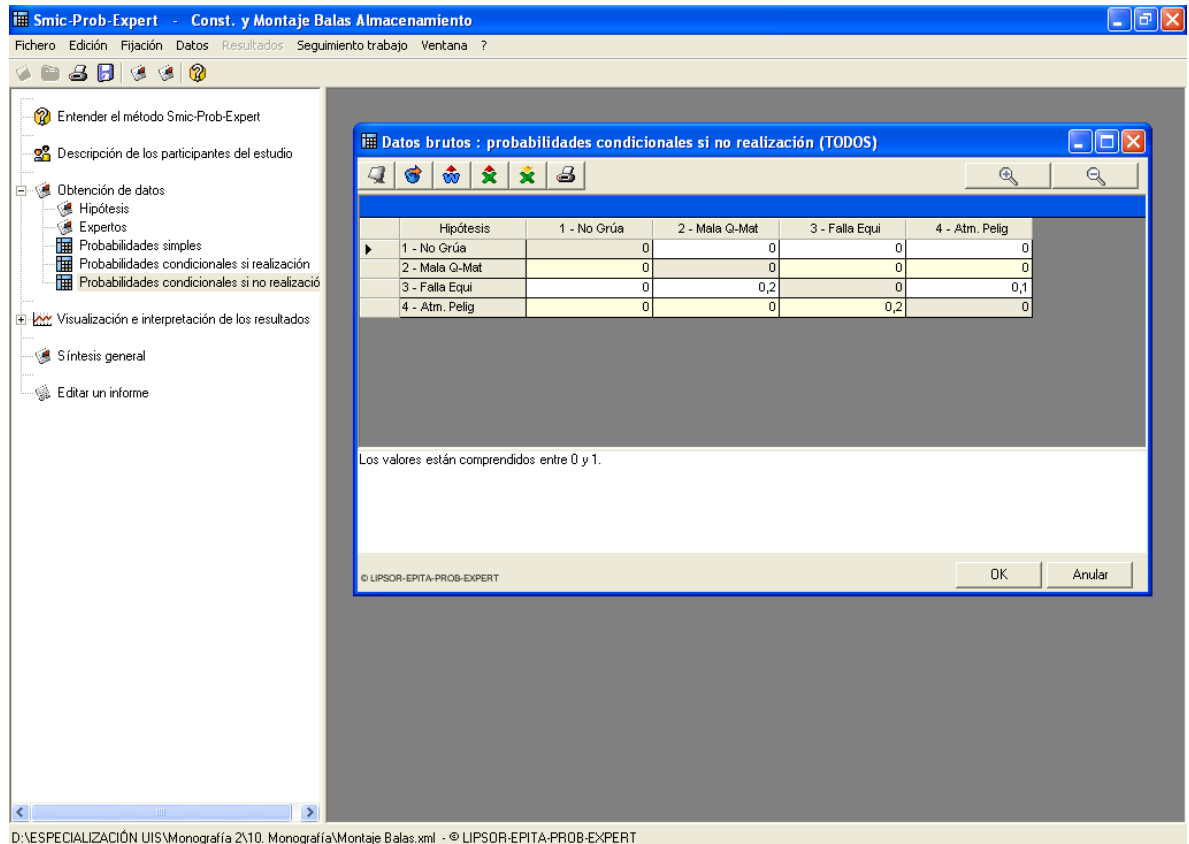 Smic-Prob-Expert - Const. y Montaje Balas Almacenamiento
Fichero Edición Fijación Datos Resultados Seguimiento trabajo Ventana ?
Entender el método Smic-Prob-Expert
Descripción de los participantes del estudio
Obtención de datos
Hipótesis
Expertos
Probabilidades simples
Probabilidades condicionales si realización
Probabilidades condicionales si no realizació
Visualización e interpretación de los resultados
Síntesis general
Editar un informe
Datos brutos : probabilidades condicionales si no realización (TODOS)
Hipótesis 1 - No Grúa 2 - Mala Q-Mat 3 - Falla Equi 4 - Atm. Pelig
1 - No Grúa 0 0 0 0
2 - Mala Q-Mat 0 0 0 0
3 - Falla Equi 0 0,2 0 0,1
4 - Atm. Pelig 0 0 0,2 0
Los valores están comprendidos entre 0 y 1.
© LIPSOR-EPITA-PROB-EXPERT
OK Anular
D:\ESPECIALIZACIÓN UIS\Monografía 2\10. Monografía\Montaje Balas.xml - © LIPSOR-EPITA-PROB-EXPERT